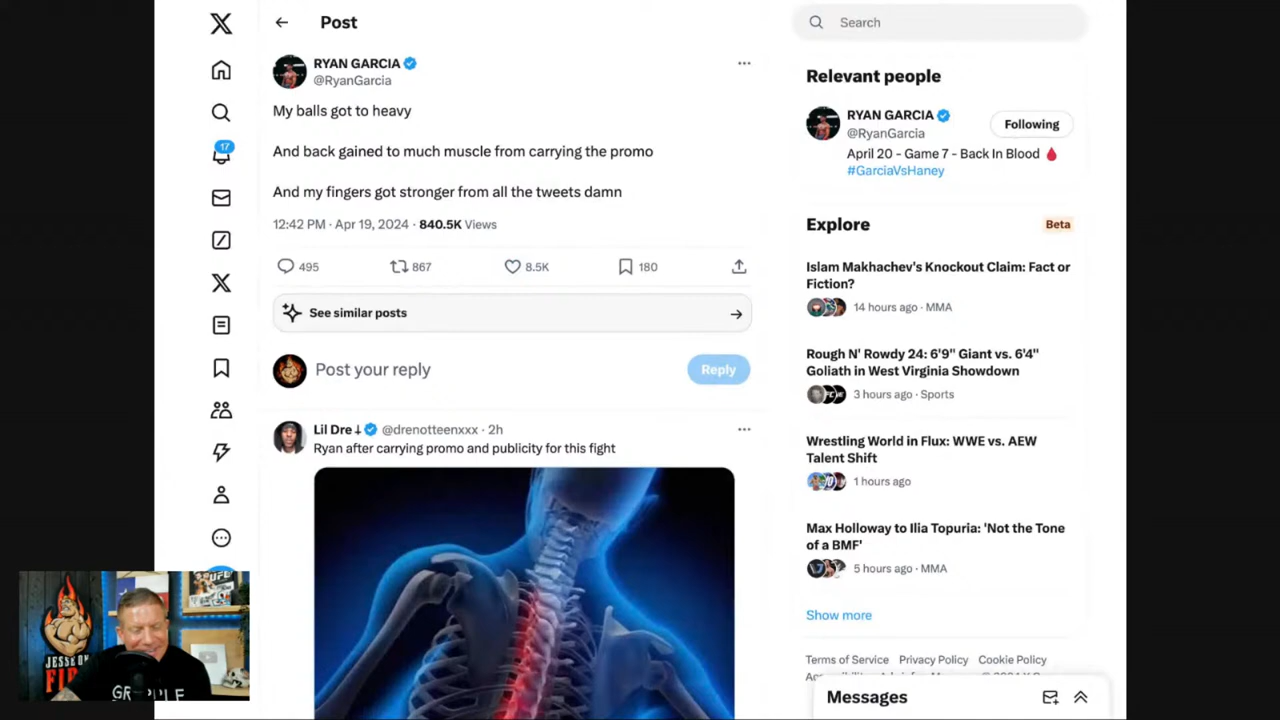 Post
RYAN GARCIA
@RyanGarcia
My balls got to heavy
And back gained to much muscle from carrying the promo
And my fingers got stronger from all the tweets damn
12:42 PM · Apr 19, 2024 · 840.5K Views
495 867 8.5K 180
See similar posts
Post your reply
Reply
Lil Dre↓ @drenotteenxxx · 2h
Ryan after carrying promo and publicity for this fight
17
Search
Relevant people
RYAN GARCIA
@RyanGarcia
Following
April 20 - Game 7 - Back In Blood 🩸
#GarciaVsHaney
Explore
Beta
Islam Makhachev's Knockout Claim: Fact or
Fiction?
14 hours ago · MMA
Rough N' Rowdy 24: 6'9" Giant vs. 6'4"
Goliath in West Virginia Showdown
3 hours ago · Sports
Wrestling World in Flux: WWE vs. AEW
Talent Shift
1 hours ago
Max Holloway to Ilia Topuria: 'Not the Tone
of a BMF'
5 hours ago · MMA
Show more
Terms of Service Privacy Policy Cookie Policy
Messages
UFC
JESSE ON
FI